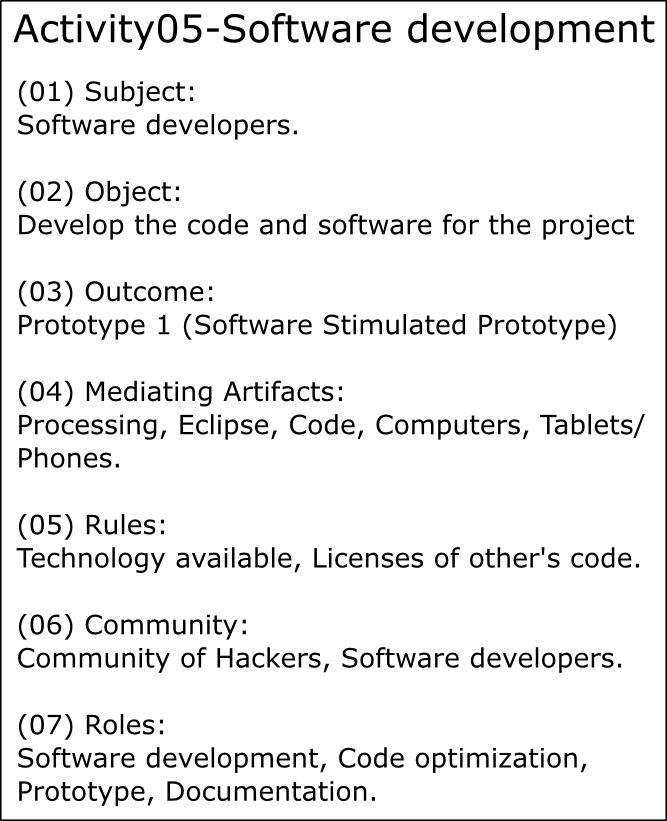 Activity05-Software development
(01) Subject:
Software developers.
(02) Object:
Develop the code and software for the project
(03) Outcome:
Prototype 1 (Software Stimulated Prototype)
(04) Mediating Artifacts:
Processing, Eclipse, Code, Computers, Tablets/
Phones.
(05) Rules:
Technology available, Licenses of other's code.
(06) Community:
Community of Hackers, Software developers.
(07) Roles:
Software development, Code optimization,
Prototype, Documentation.